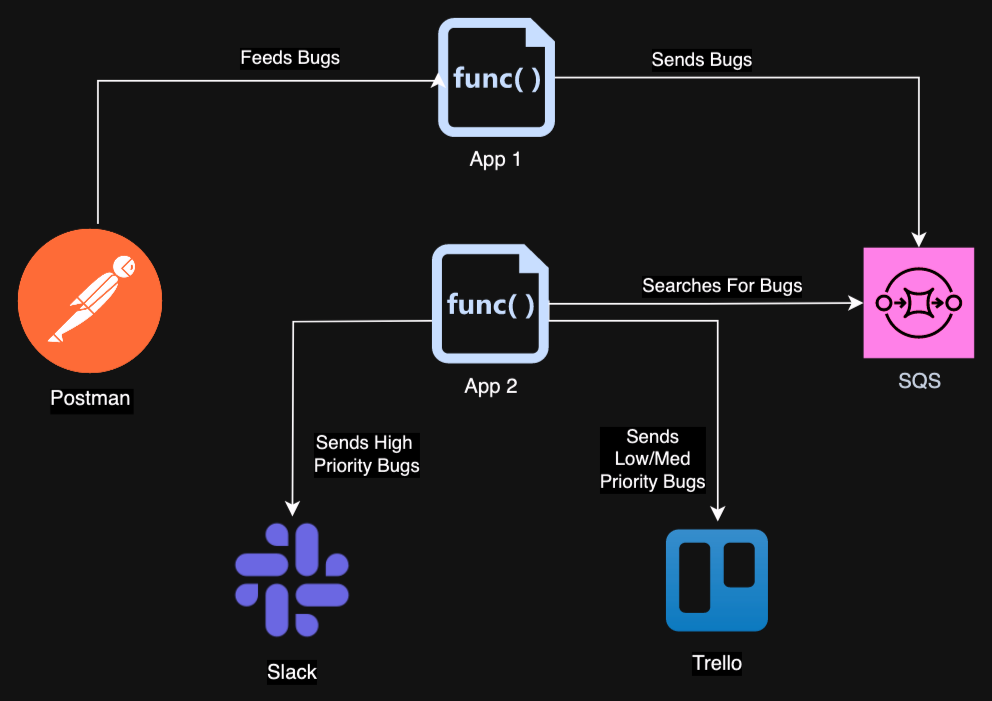 Feeds Bugs
func( )
Sends Bugs
App 1
func( )
Searches For Bugs
App 2
SQS
Postman
Sends High
Priority Bugs
Sends
Low/Med
Priority Bugs
Slack
Trello